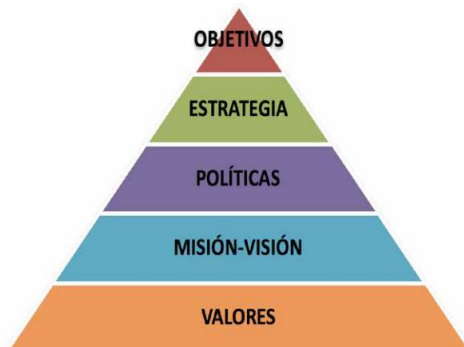 OBJETIVOS
ESTRATEGIA
POLÍTICAS
MISIÓN-VISIÓN
VALORES